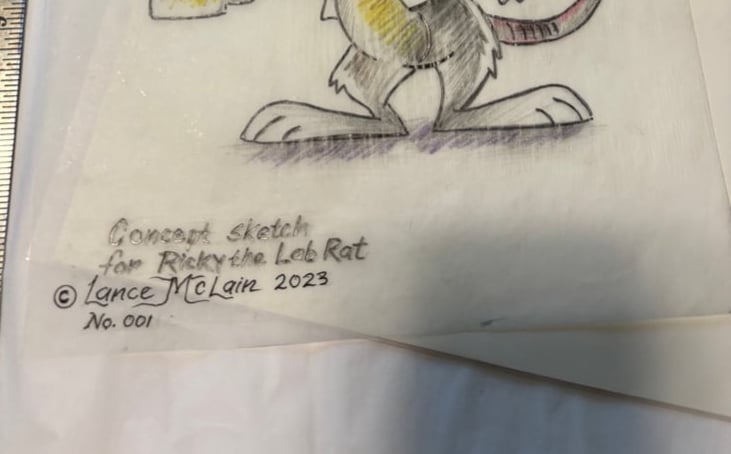 Concept sketch
for Ricky the Lab Rat
© Lance McLain 2023
No. 001